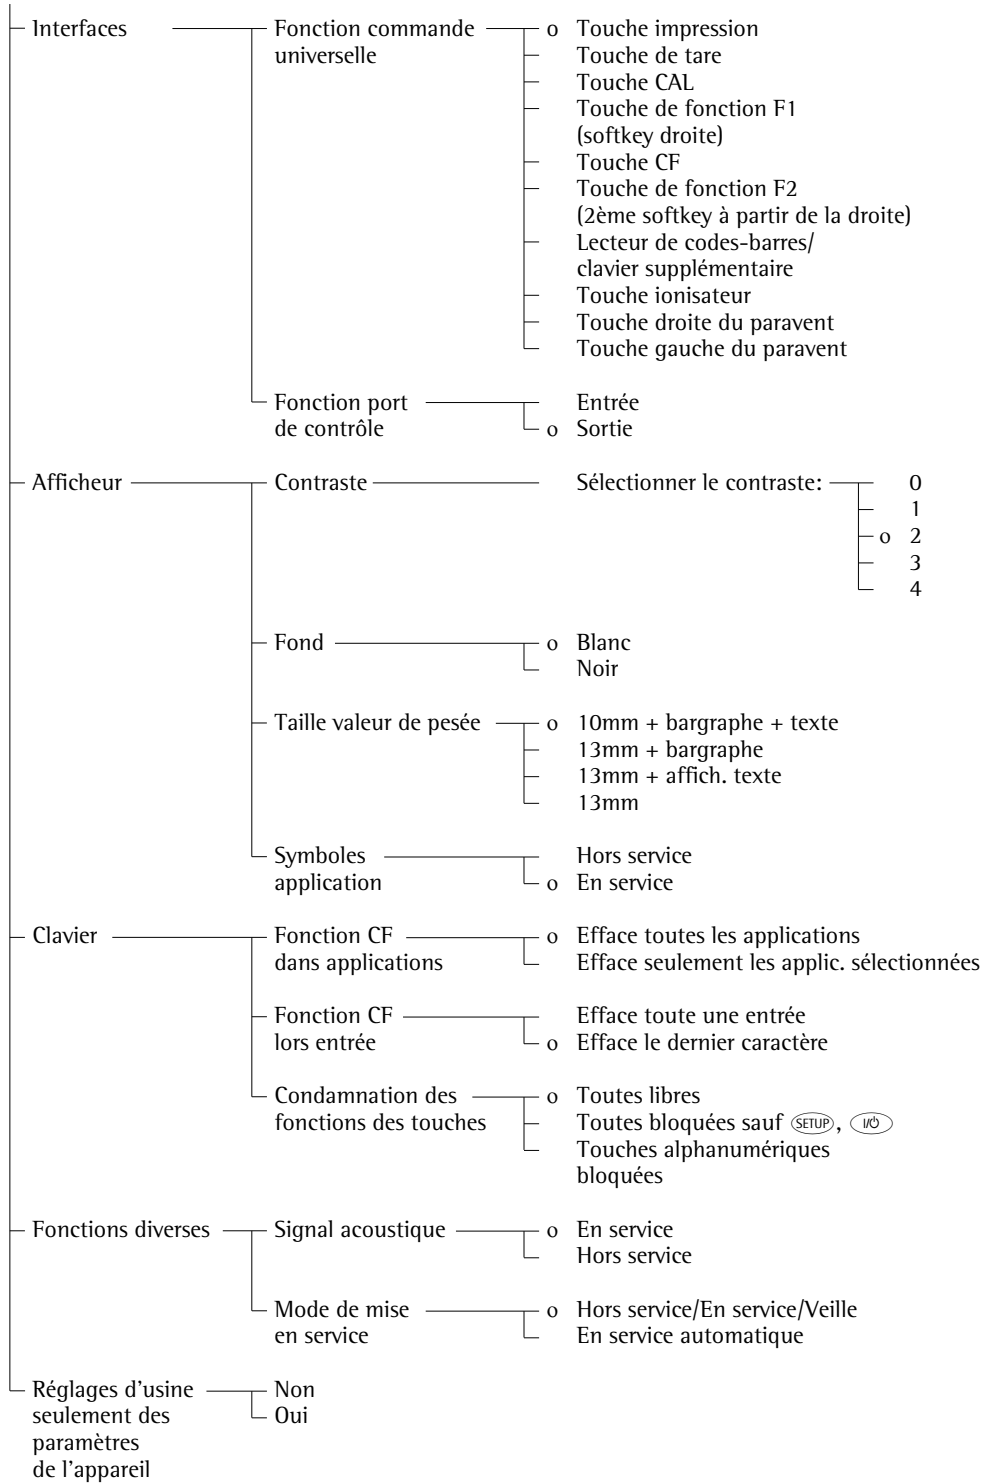 Interfaces Fonction commande o Touche impression
universelle Touche de tare
Touche CAL
Touche de fonction F1
(softkey droite)
Touche CF
Touche de fonction F2
(2ème softkey à partir de la droite)
Lecteur de codes-barres/
clavier supplémentaire
Touche ionisateur
Touche droite du paravent
Touche gauche du paravent
Fonction port Entrée
de contrôle o Sortie
Afficheur Contraste Sélectionner le contraste: 0
1
o 2
3
4
Fond o Blanc
Noir
Taille valeur de pesée o 10mm + bargraphe + texte
13mm + bargraphe
13mm + affich. texte
13mm
Symboles Hors service
application o En service
Clavier Fonction CF o Efface toutes les applications
dans applications Efface seulement les applic. sélectionnées
Fonction CF Efface toute une entrée
lors entrée o Efface le dernier caractère
Condamnation des o Toutes libres
fonctions des touches Toutes bloquées sauf SETUP, I/⏻
Touches alphanumériques
bloquées
Fonctions diverses Signal acoustique o En service
Hors service
Mode de mise o Hors service/En service/Veille
en service En service automatique
Réglages d'usine Non
seulement des Oui
paramètres
de l'appareil